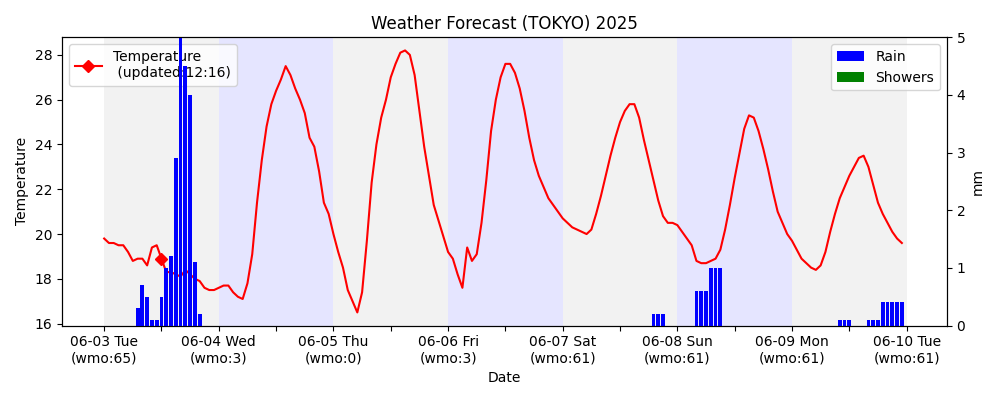 Weather Forecast (TOKYO) 2025
Temperature
(updated 12:16)
Rain
Showers
28
26
24
22
20
18
16
Temperature
5
4
3
2
1
0
mm
06-03 Tue
(wmo:65)
06-04 Wed
(wmo:3)
06-05 Thu
(wmo:0)
06-06 Fri
(wmo:3)
06-07 Sat
(wmo:61)
06-08 Sun
(wmo:61)
06-09 Mon
(wmo:61)
06-10 Tue
(wmo:61)
Date